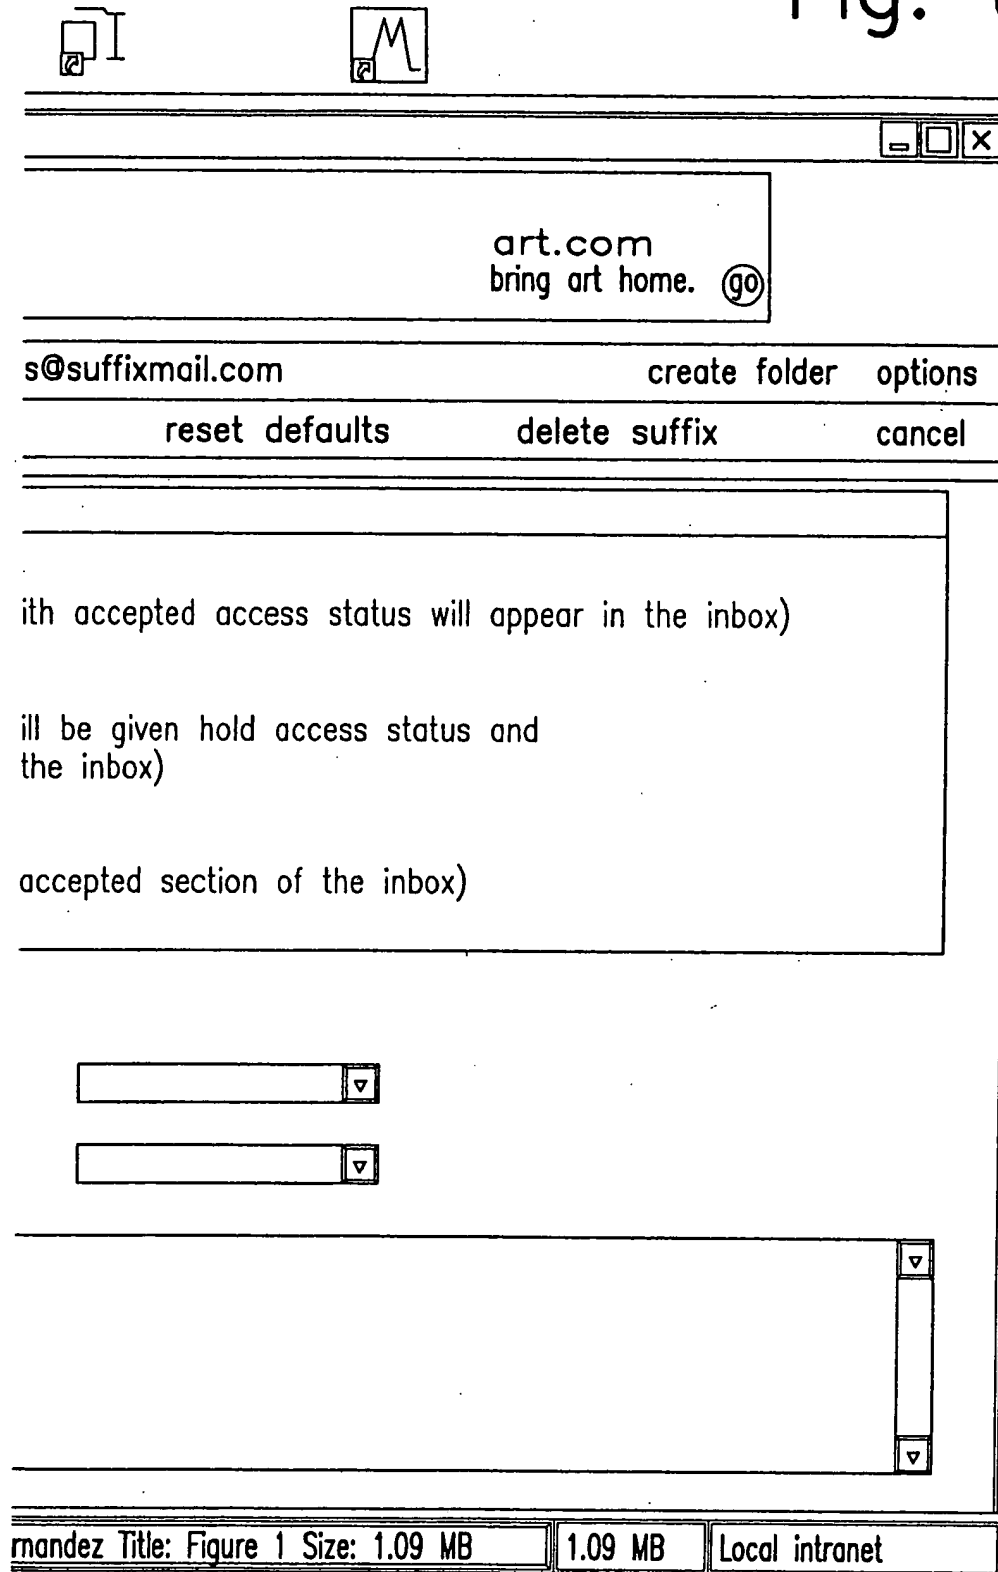 Fig.
M
art.com
bring art home. go
s@suffixmail.com create folder options
reset defaults delete suffix cancel
ith accepted access status will appear in the inbox)
ill be given hold access status and
the inbox)
accepted section of the inbox)
rnandez Title: Figure 1 Size: 1.09 MB 1.09 MB Local intranet